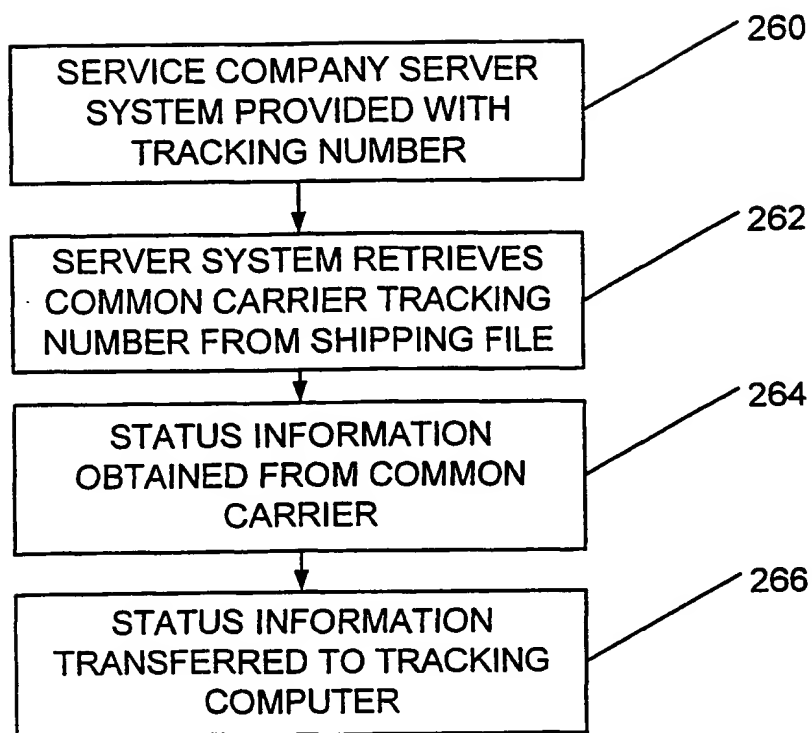 260
SERVICE COMPANY SERVER
SYSTEM PROVIDED WITH
TRACKING NUMBER
262
SERVER SYSTEM RETRIEVES
COMMON CARRIER TRACKING
NUMBER FROM SHIPPING FILE
264
STATUS INFORMATION
OBTAINED FROM COMMON
CARRIER
266
STATUS INFORMATION
TRANSFERRED TO TRACKING
COMPUTER